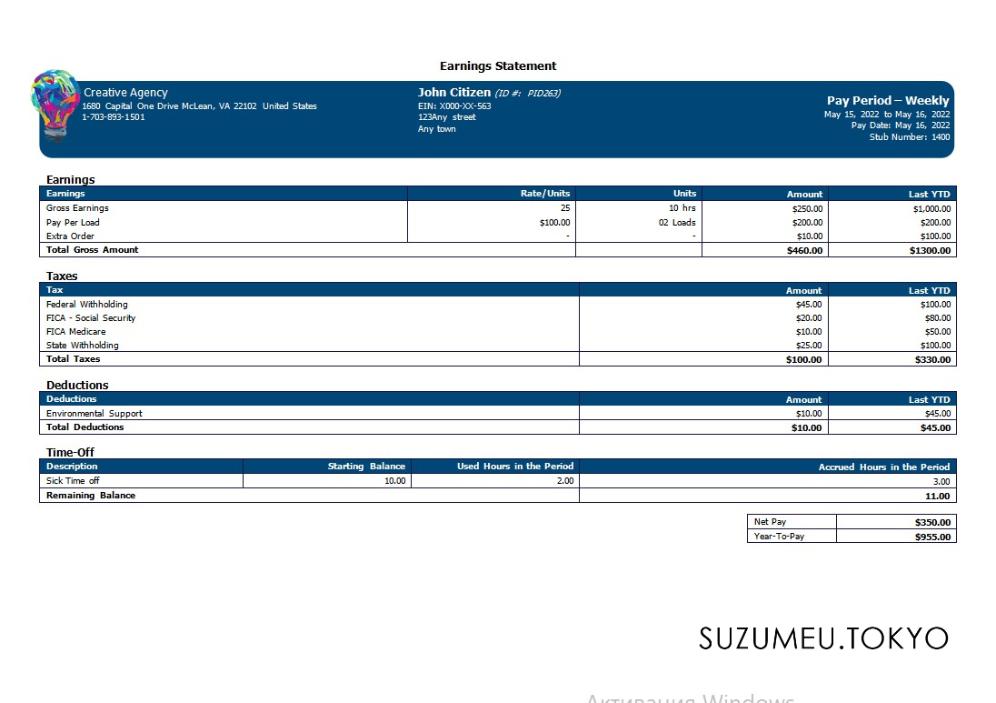 Earnings Statement
Creative Agency
1680 Capital One Drive McLean, VA 22102 United States
1-703-893-1501
John Citizen (ID #: PID263)
EIN: X000-XX-563
123Any street
Any town
Pay Period – Weekly
May 15, 2022 to May 16, 2022
Pay Date: May 16, 2022
Stub Number: 1400
Earnings
Earnings Rate/Units Units Amount Last YTD
Gross Earnings 25 10 hrs $250.00 $1,000.00
Pay Per Load $100.00 02 Loads $200.00 $200.00
Extra Order - - $10.00 $100.00
Total Gross Amount $460.00 $1300.00
Taxes
Tax Amount Last YTD
Federal Withholding $45.00 $100.00
FICA - Social Security $20.00 $80.00
FICA Medicare $10.00 $50.00
State Withholding $25.00 $100.00
Total Taxes $100.00 $330.00
Deductions
Deductions Amount Last YTD
Environmental Support $10.00 $45.00
Total Deductions $10.00 $45.00
Time-Off
Description Starting Balance Used Hours in the Period Accrued Hours in the Period
Sick Time off 10.00 2.00 3.00
Remaining Balance 11.00
Net Pay $350.00
Year-To-Pay $955.00
SUZUMEU.TOKYO
Активация Windows